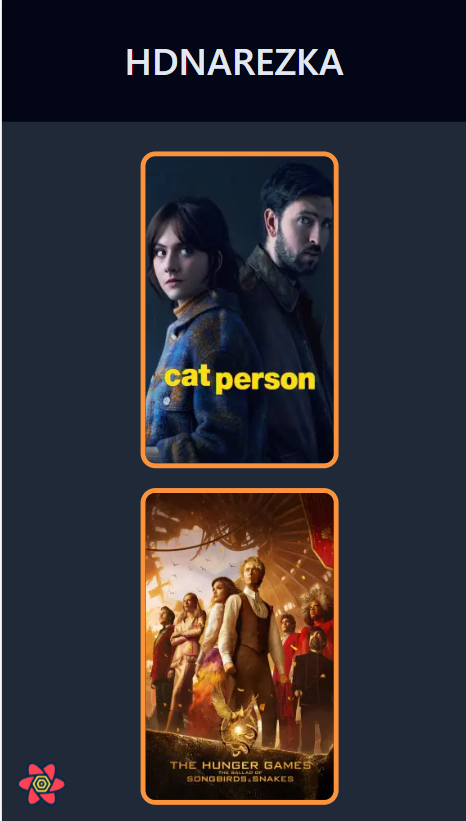 HDNAREZKA
cat person
THE HUNGER GAMES
THE BALLAD OF
SONGBIRDS & SNAKES